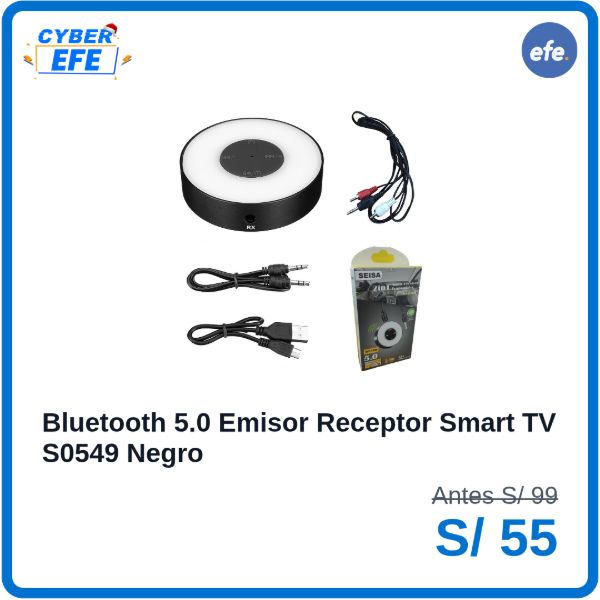 CYBER
EFE
efe.
RX
SEISA
2in1
5.0
Bluetooth 5.0 Emisor Receptor Smart TV
S0549 Negro
Antes S/ 99
S/ 55